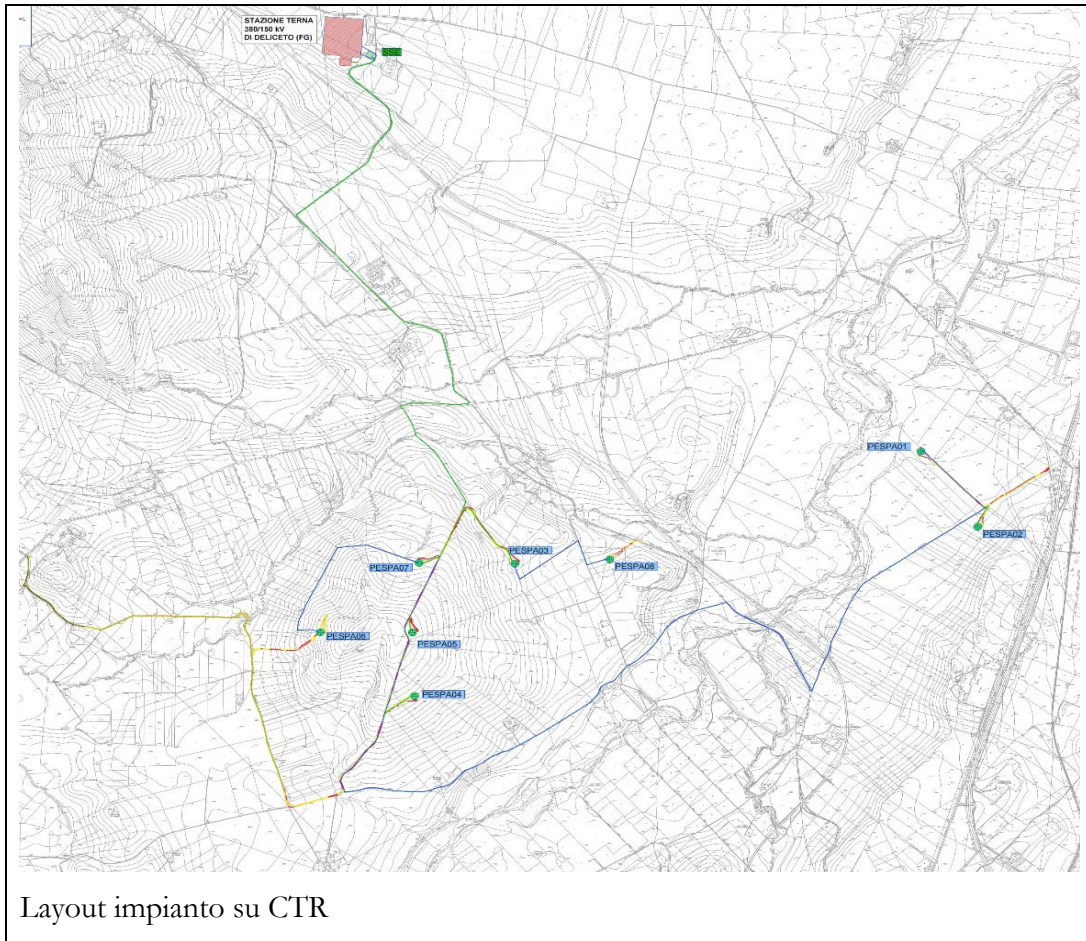 STAZIONE TERNA
380/150 kV
DI DELICETO (FG)
SSE
PESPA01
PESPA02
PESPA03
PESPA08
PESPA07
PESPA06
PESPA05
PESPA04
Layout impianto su CTR